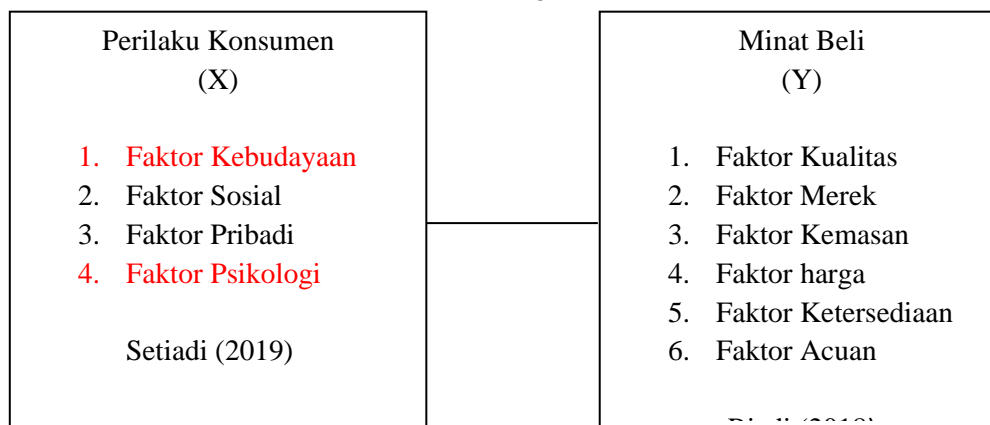 Perilaku Konsumen
(X)
1. Faktor Kebudayaan
2. Faktor Sosial
3. Faktor Pribadi
4. Faktor Psikologi
Setiadi (2019)
Minat Beli
(Y)
1. Faktor Kualitas
2. Faktor Merek
3. Faktor Kemasan
4. Faktor harga
5. Faktor Ketersediaan
6. Faktor Acuan